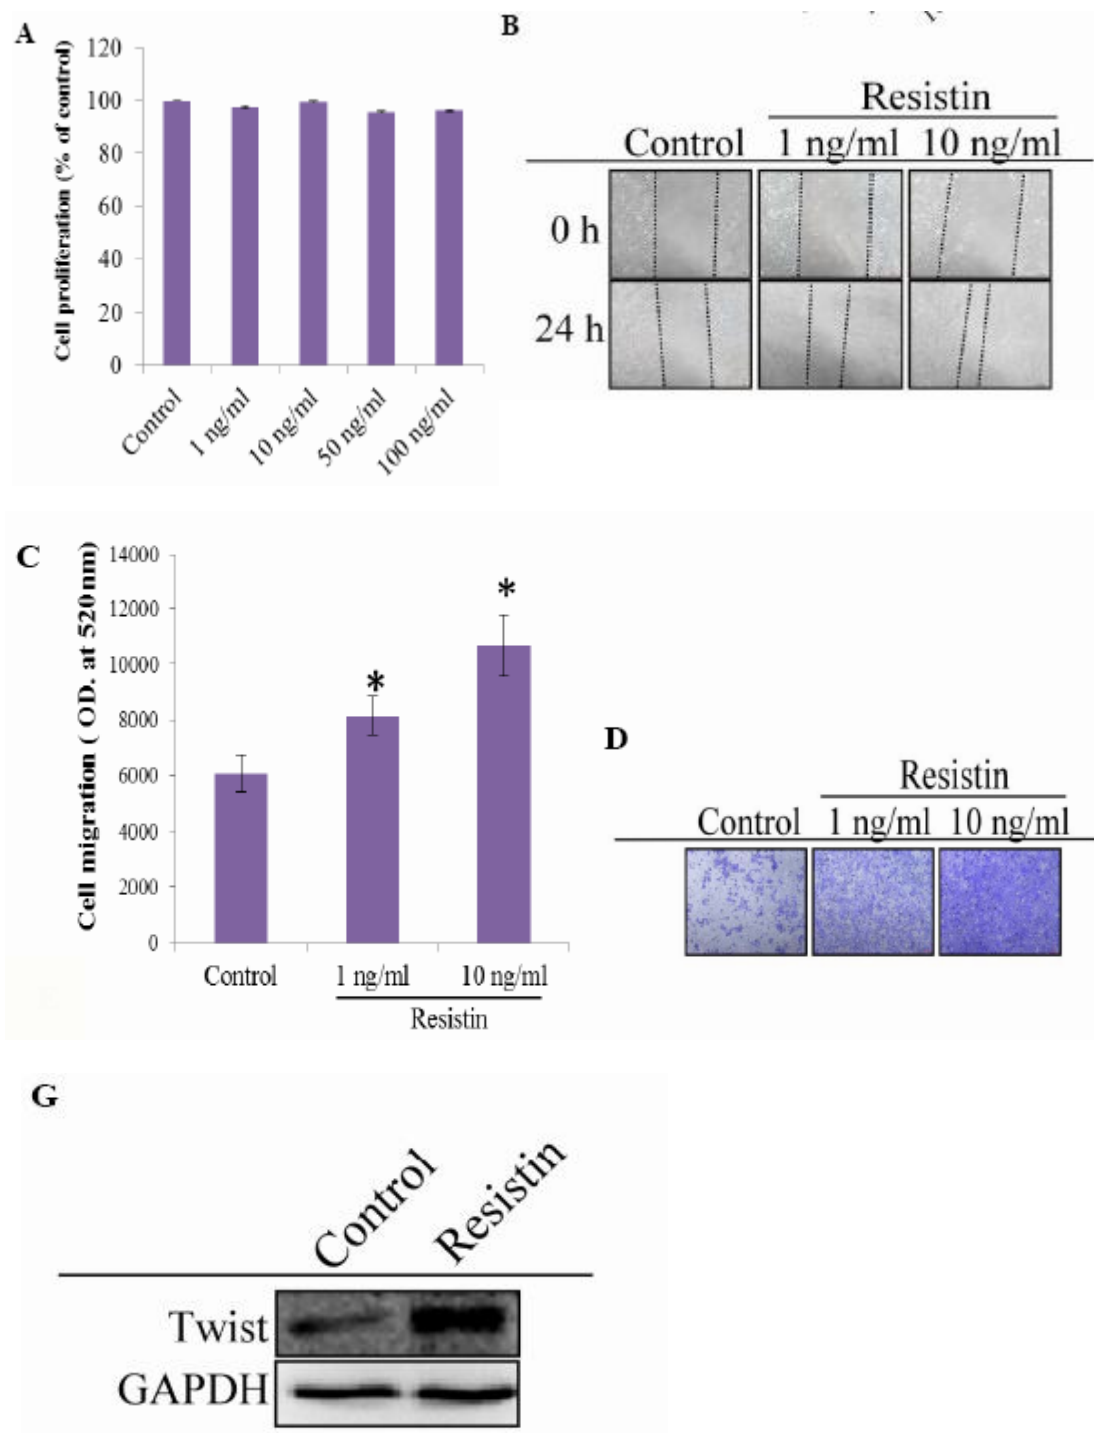 A
Cell proliferation (% of control)
120
100
80
60
40
20
0
Control
1 ng/ml
10 ng/ml
50 ng/ml
100 ng/ml
B
Resistin
Control 1 ng/ml 10 ng/ml
0 h
24 h
C
Cell migration ( OD. at 520nm)
14000
12000
10000
8000
6000
4000
2000
0
*
*
Control 1 ng/ml 10 ng/ml
Resistin
D
Resistin
Control 1 ng/ml 10 ng/ml
G
Control
Resistin
Twist
GAPDH